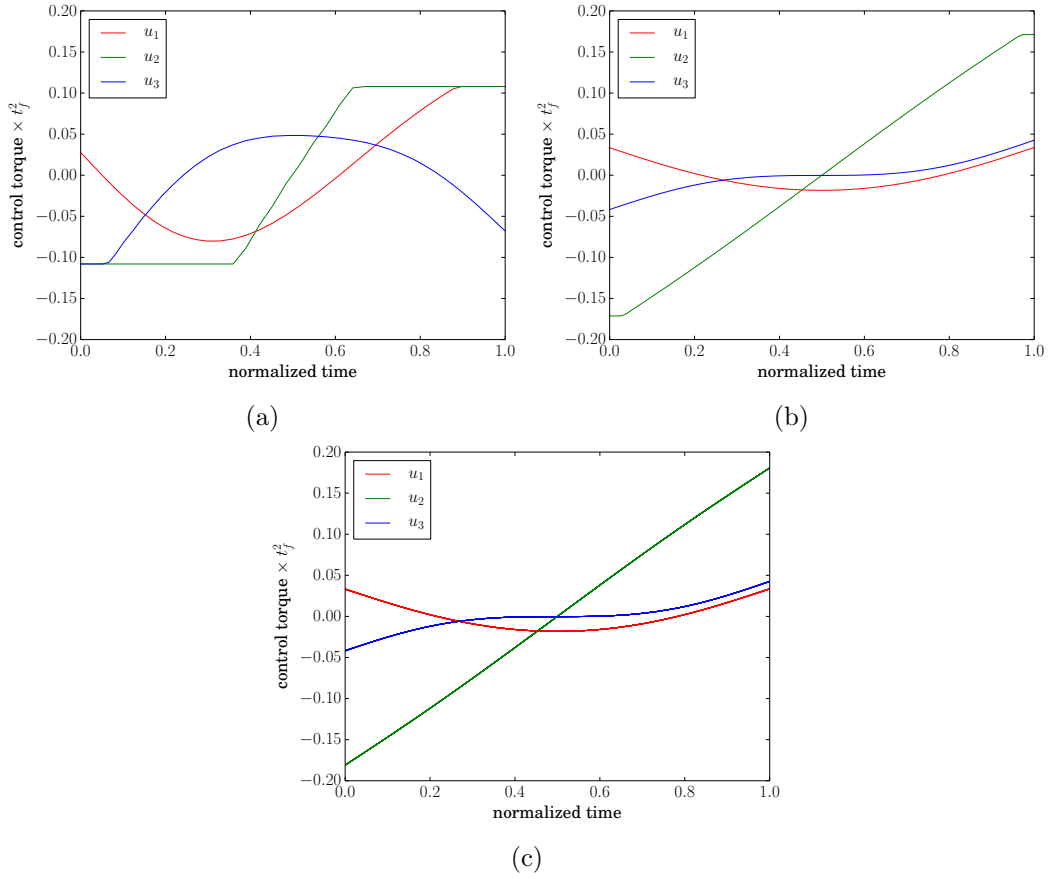 0.20
0.15
0.10
0.05
0.00
−0.05
−0.10
−0.15
−0.20
control torque × t_f^2
u_1
u_2
u_3
0.0 0.2 0.4 0.6 0.8 1.0
normalized time
(a)
0.20
0.15
0.10
0.05
0.00
−0.05
−0.10
−0.15
−0.20
control torque × t_f^2
u_1
u_2
u_3
0.0 0.2 0.4 0.6 0.8 1.0
normalized time
(b)
0.20
0.15
0.10
0.05
0.00
−0.05
−0.10
−0.15
−0.20
control torque × t_f^2
u_1
u_2
u_3
0.0 0.2 0.4 0.6 0.8 1.0
normalized time
(c)